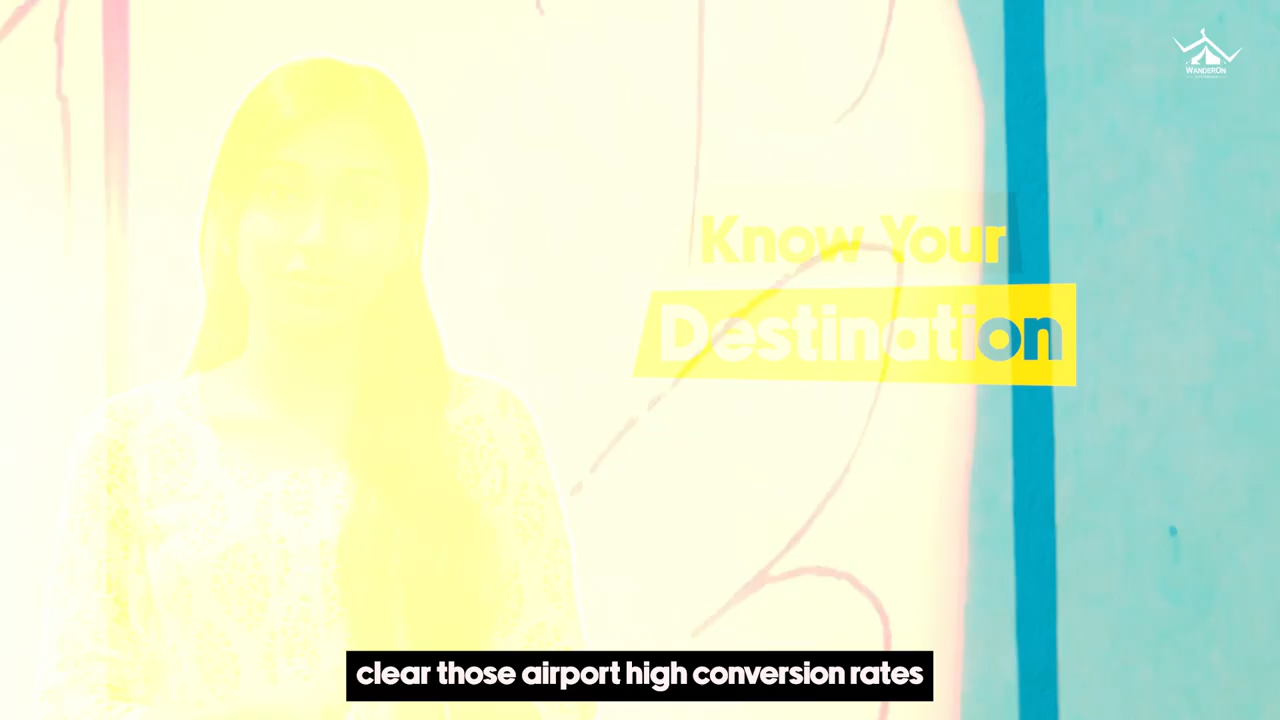 WANDERON
Know Your
Destination
clear those airport high conversion rates